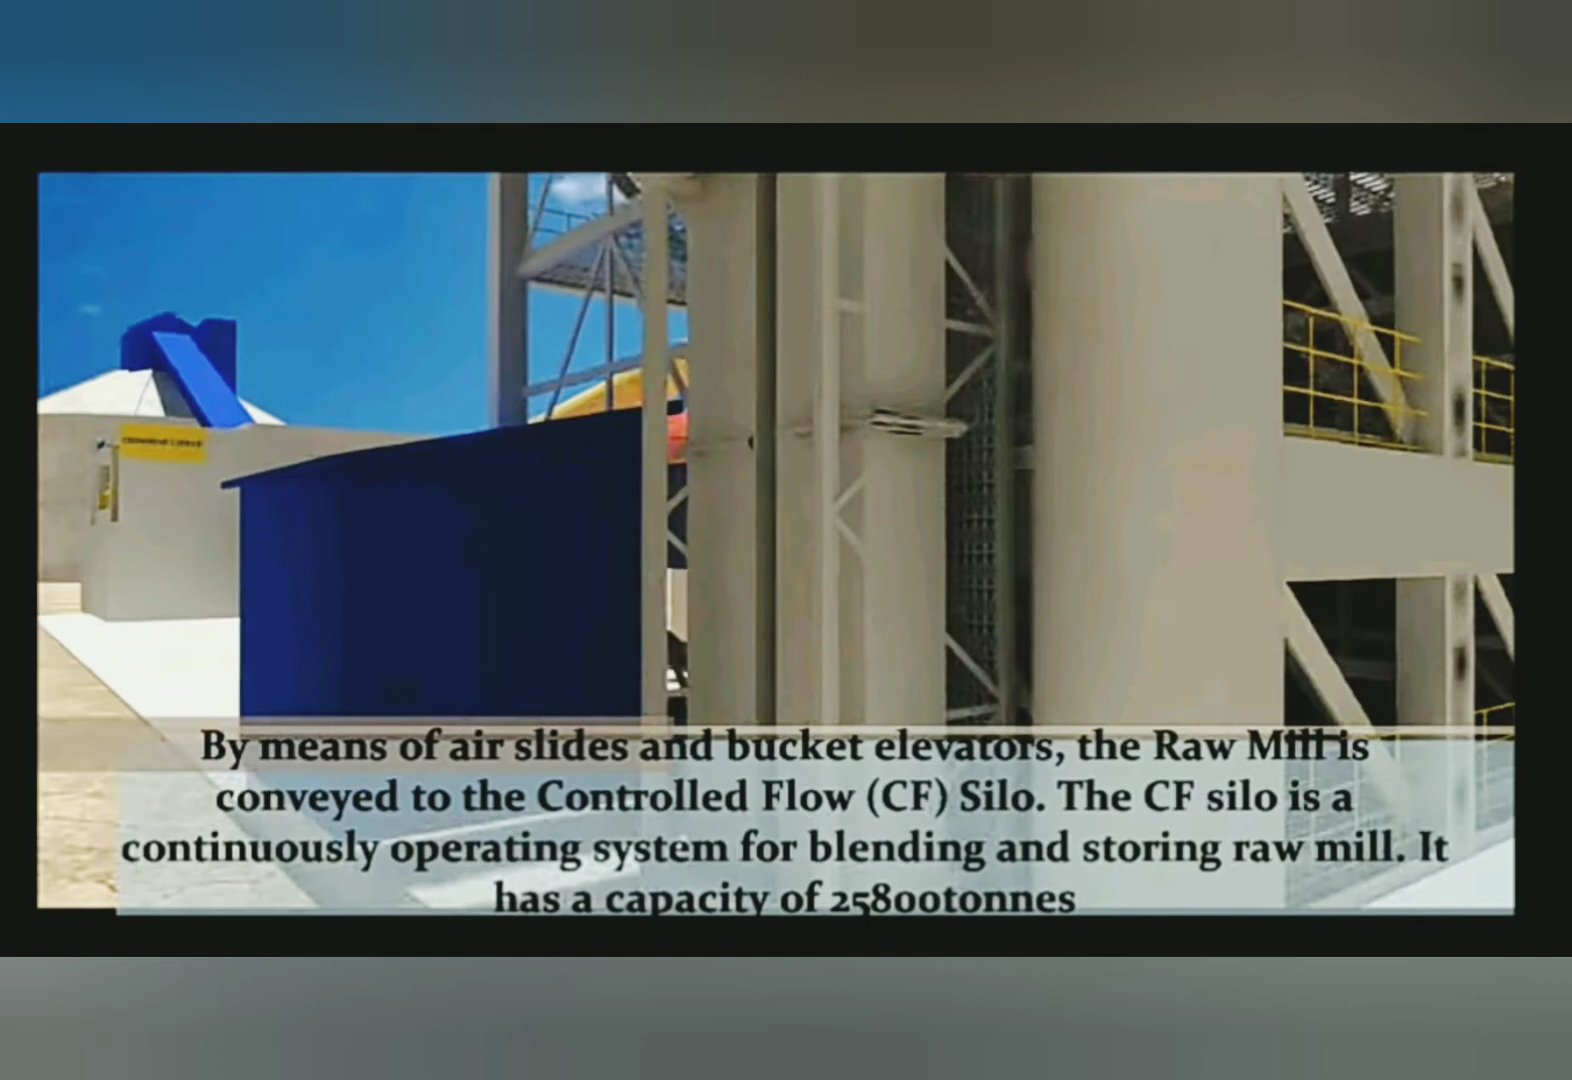 By means of air slides and bucket elevators, the Raw Mill is
conveyed to the Controlled Flow (CF) Silo. The CF silo is a
continuously operating system for blending and storing raw mill. It
has a capacity of 25800tonnes